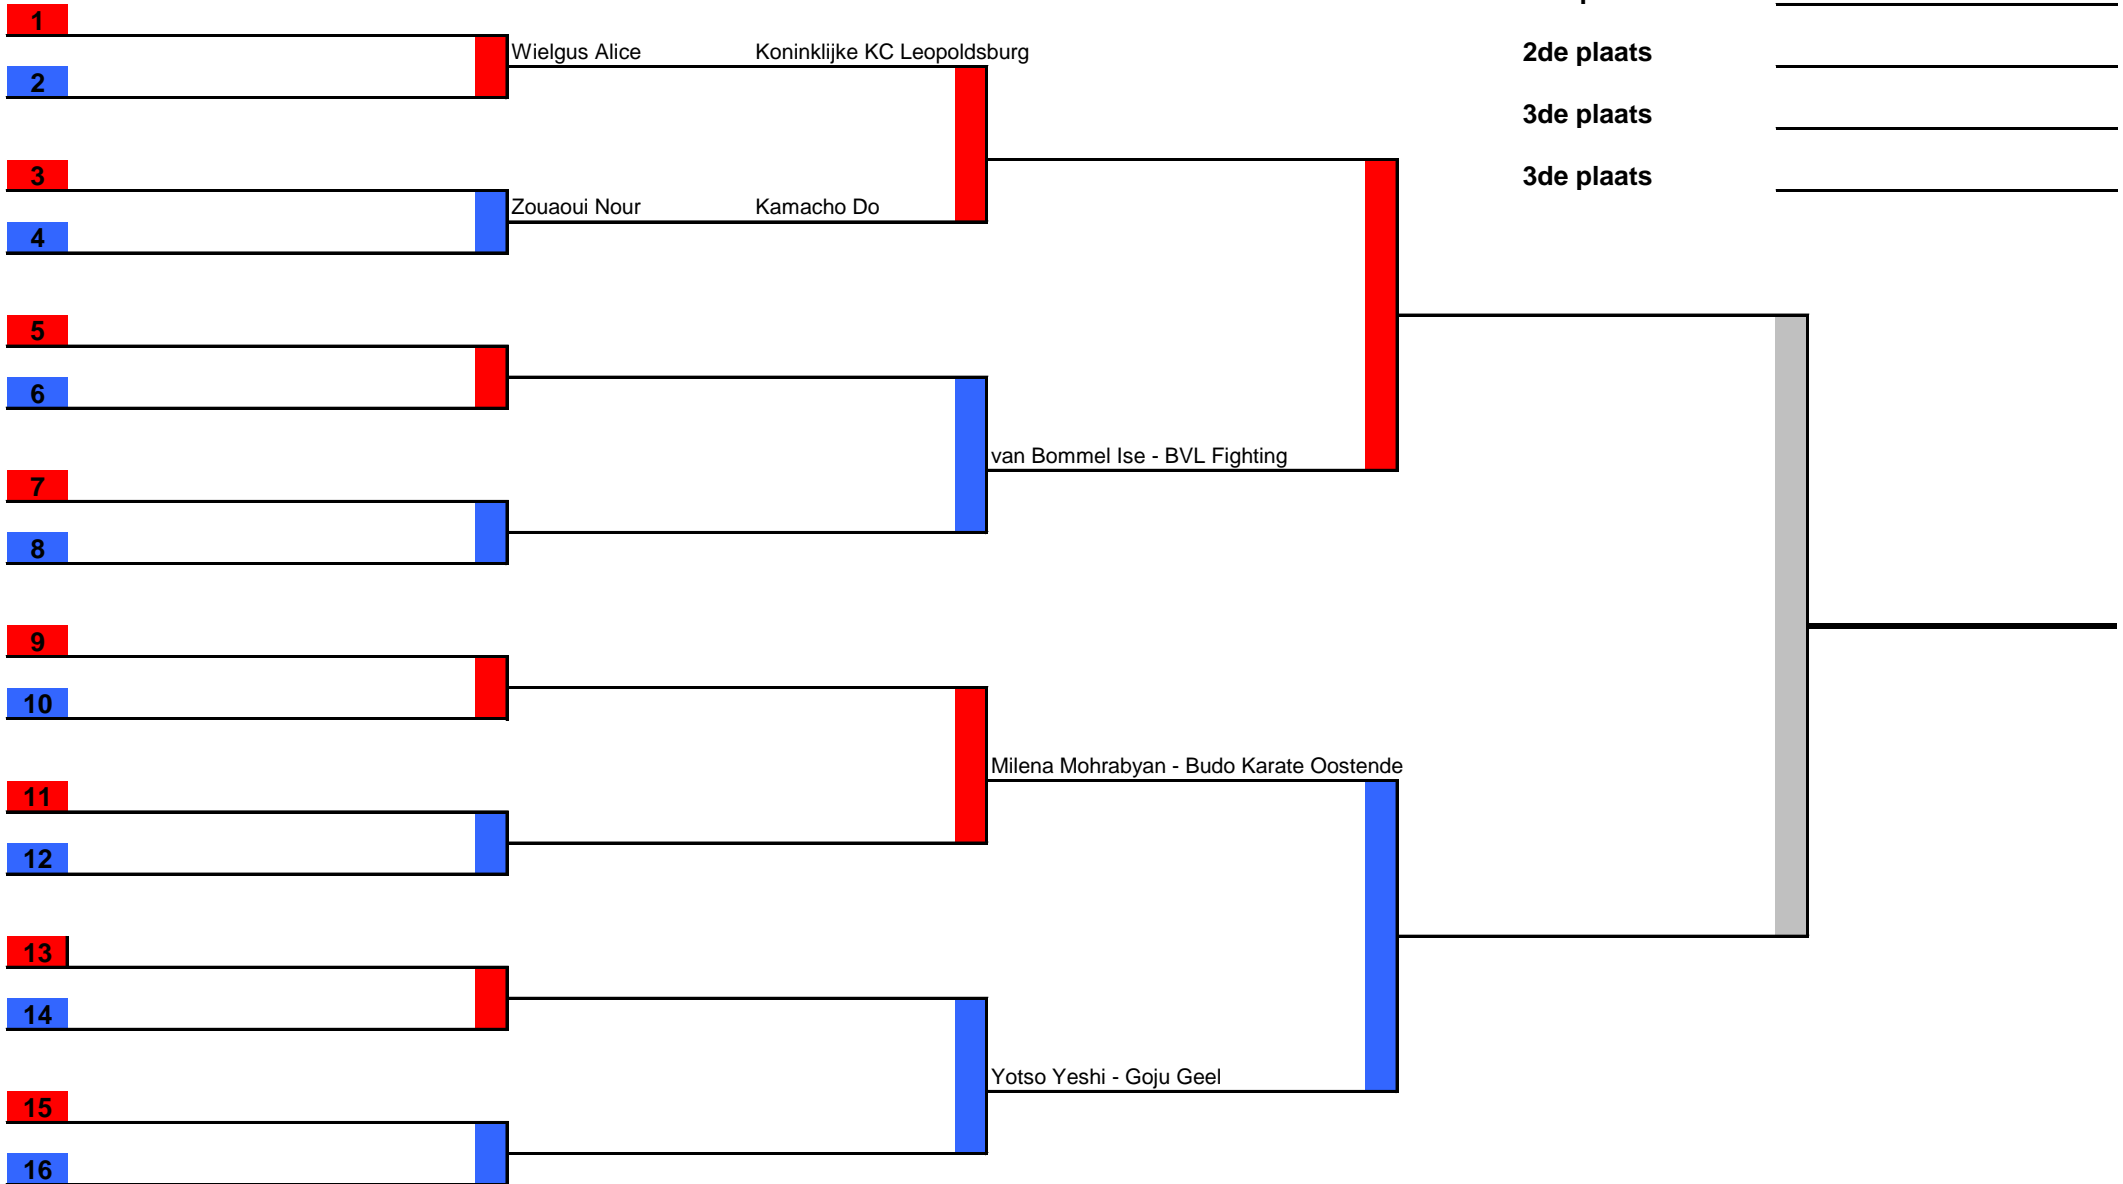 1
Wielgus Alice Koninklijke KC Leopoldsburg
2de plaats
2
3de plaats
3
3de plaats
Zouaoui Nour Kamacho Do
4
5
6
van Bommel Ise - BVL Fighting
7
8
9
10
Milena Mohrabyan - Budo Karate Oostende
11
12
13
14
Yotso Yeshi - Goju Geel
15
16